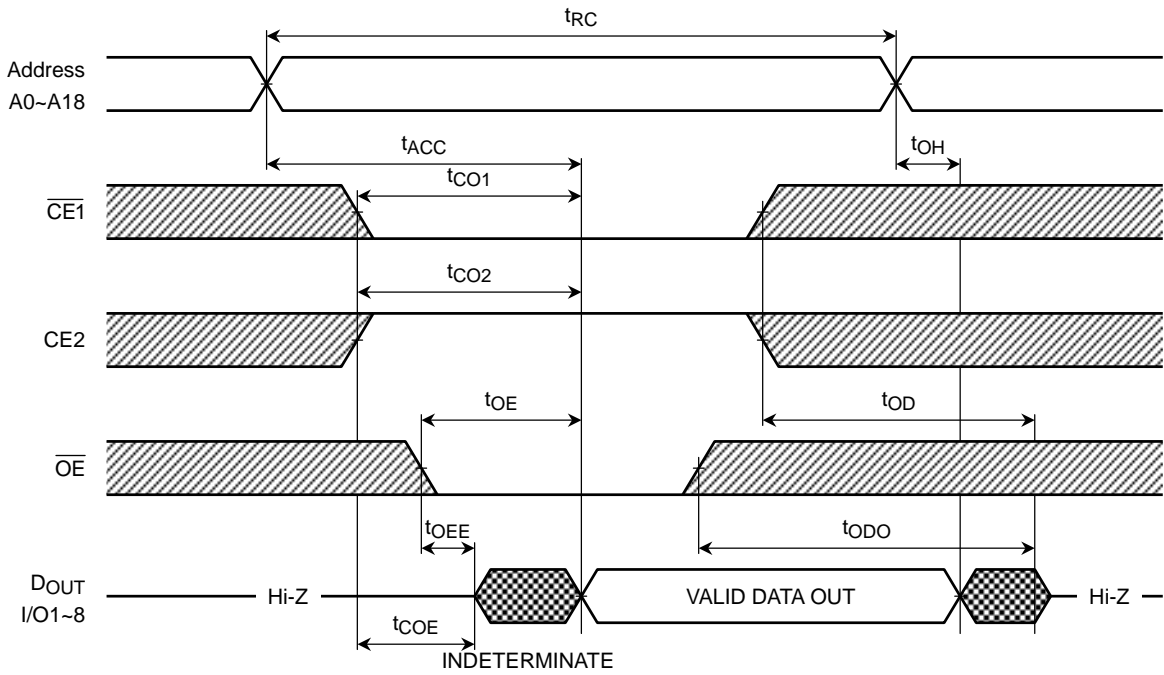 tRC
Address
A0~A18
tACC
tOH
tCO1
CE1
tCO2
CE2
tOE
tOD
OE
tOEE
tODO
DOUT
I/O1~8
Hi-Z
VALID DATA OUT
Hi-Z
tCOE
INDETERMINATE